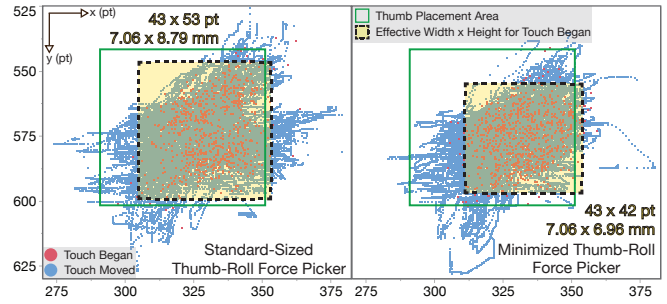 525
550
575
600
625
x (pt)
y (pt)
43 x 53 pt
7.06 x 8.79 mm
Touch Began
Touch Moved
Standard-Sized
Thumb-Roll Force Picker
275
300
325
350
375
Thumb Placement Area
Effective Width x Height for Touch Began
43 x 42 pt
7.06 x 6.96 mm
Minimized Thumb-Roll
Force Picker
275
300
325
350
375